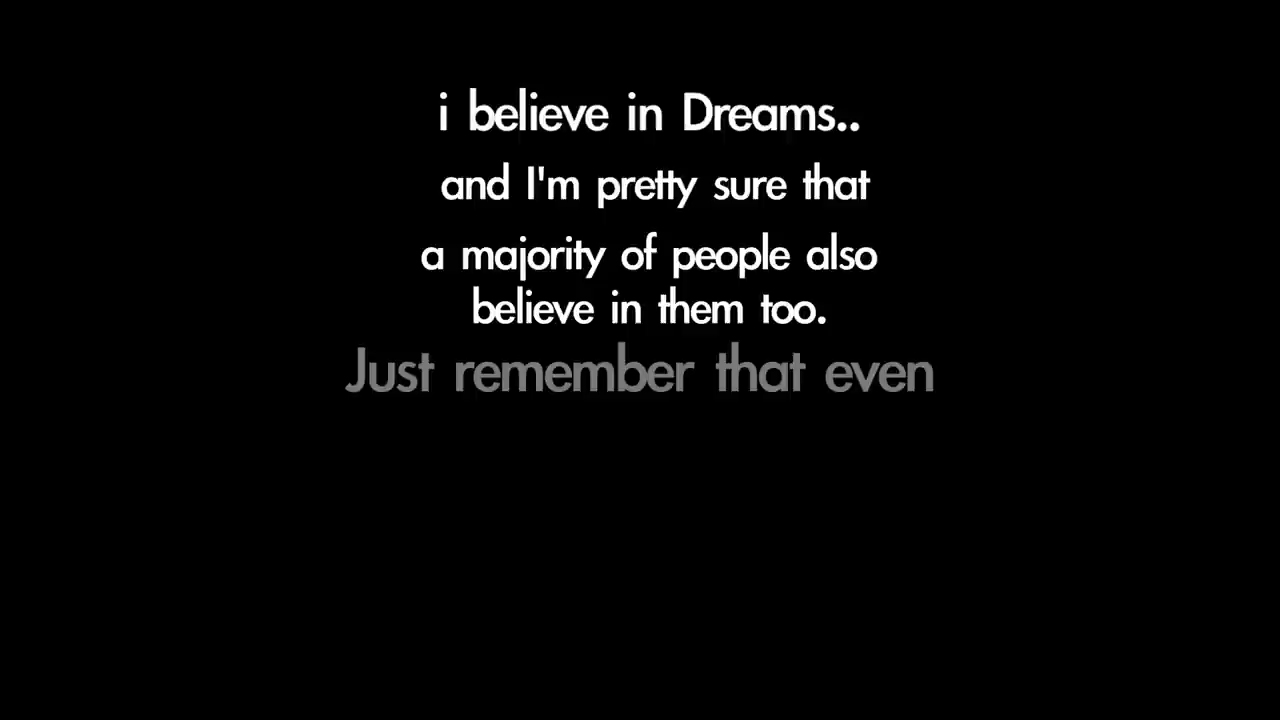 i believe in Dreams..
and I'm pretty sure that
a majority of people also
believe in them too.
Just remember that even